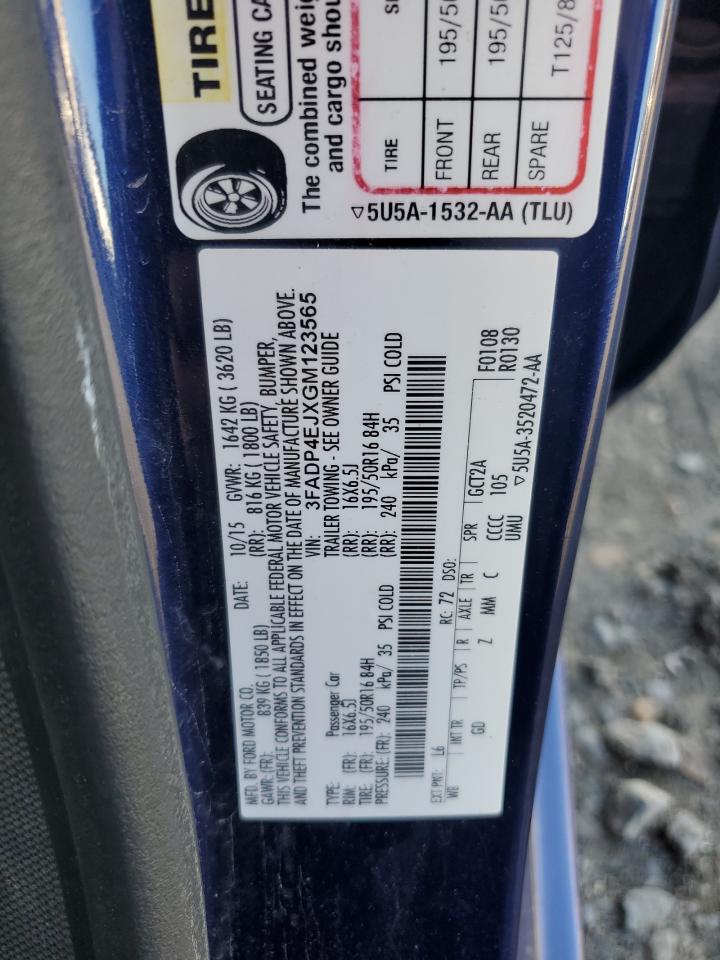 TIRE
SEATING CA
The combined weig
and cargo shou
TIRE
FRONT 195/50
REAR 195/50
SPARE T125/8
5U5A-1532-AA (TLU)
MFD. BY FORD MOTOR CO.
DATE: 10/15 GVWR: 1642 KG ( 3620 LB)
GAWR: (FR): 839 KG ( 1850 LB) (RR): 816 KG ( 1800 LB)
THIS VEHICLE CONFORMS TO ALL APPLICABLE FEDERAL MOTOR VEHICLE SAFETY, BUMPER,
AND THEFT PREVENTION STANDARDS IN EFFECT ON THE DATE OF MANUFACTURE SHOWN ABOVE.
VIN: 3FADP4EJXGM123565
TYPE: Passenger Car TRAILER TOWING - SEE OWNER GUIDE
RIM: (FR): 16X6.5J (RR): 16X6.5J
TIRE: (FR): 195/50R16 84H (RR): 195/50R16 84H
PRESSURE: (FR): 240 kPa/ 35 PSI COLD (RR): 240 kPa/ 35 PSI COLD
EXT PNT: L6 RC: 72 DSO: F0108
WB INT TR TP/PS R AXLE TR SPR GCT2A R0130
GD Z MM C CCCC 105
UMU 5U5A-3520472-AA